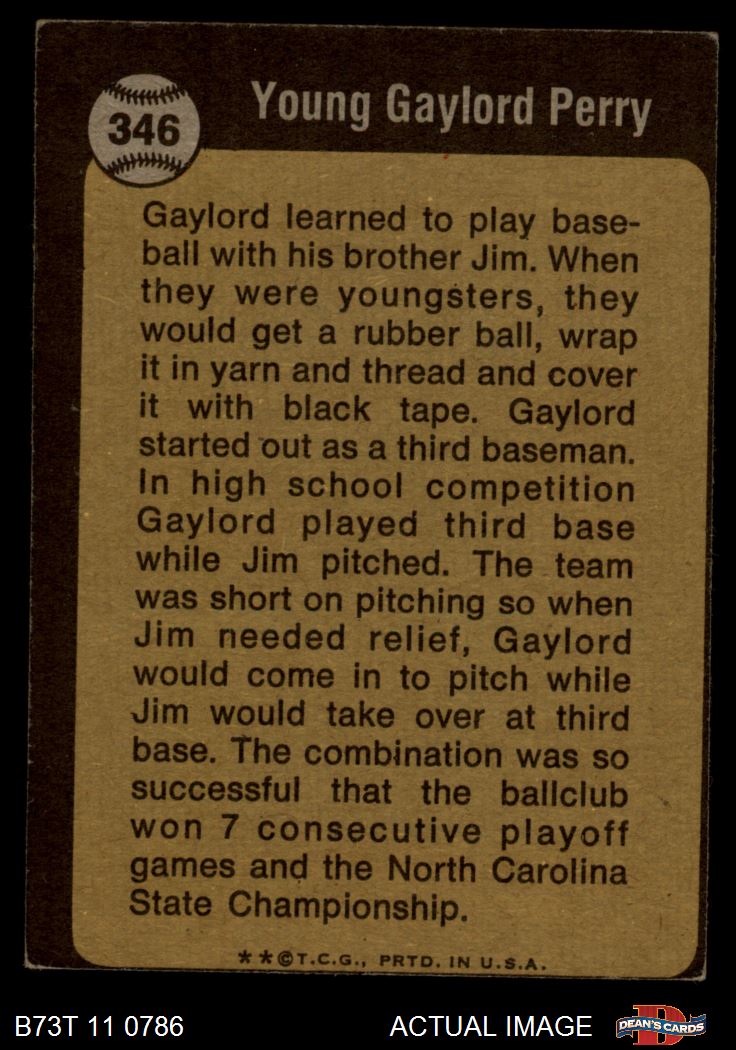 346
Young Gaylord Perry
Gaylord learned to play base-
ball with his brother Jim. When
they were youngsters, they
would get a rubber ball, wrap
it in yarn and thread and cover
it with black tape. Gaylord
started out as a third baseman.
In high school competition
Gaylord played third base
while Jim pitched. The team
was short on pitching so when
Jim needed relief, Gaylord
would come in to pitch while
Jim would take over at third
base. The combination was so
successful that the ballclub
won 7 consecutive playoff
games and the North Carolina
State Championship.
**©T.C.G., PRTD. IN U.S.A.
B73T 11 0786
ACTUAL IMAGE
D
DEAN'S CARDS